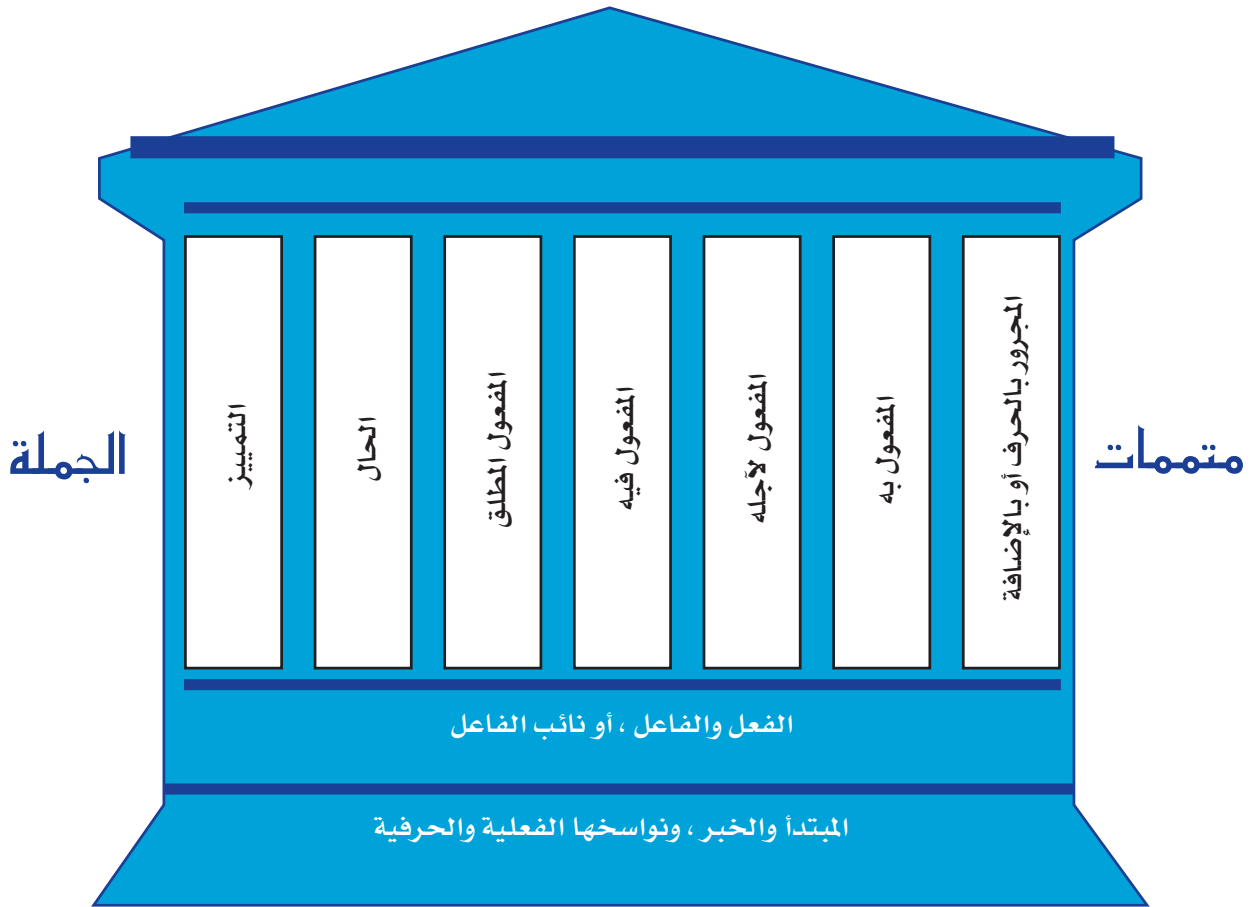 متممات
الجملة
المجرور بالحرف أو بالإضافة
المفعول به
المفعول لأجله
المفعول فيه
المفعول المطلق
الحال
التمييز
الفعل والفاعل ، أو نائب الفاعل
المبتدأ والخبر ، ونواسخها الفعلية والحرفية